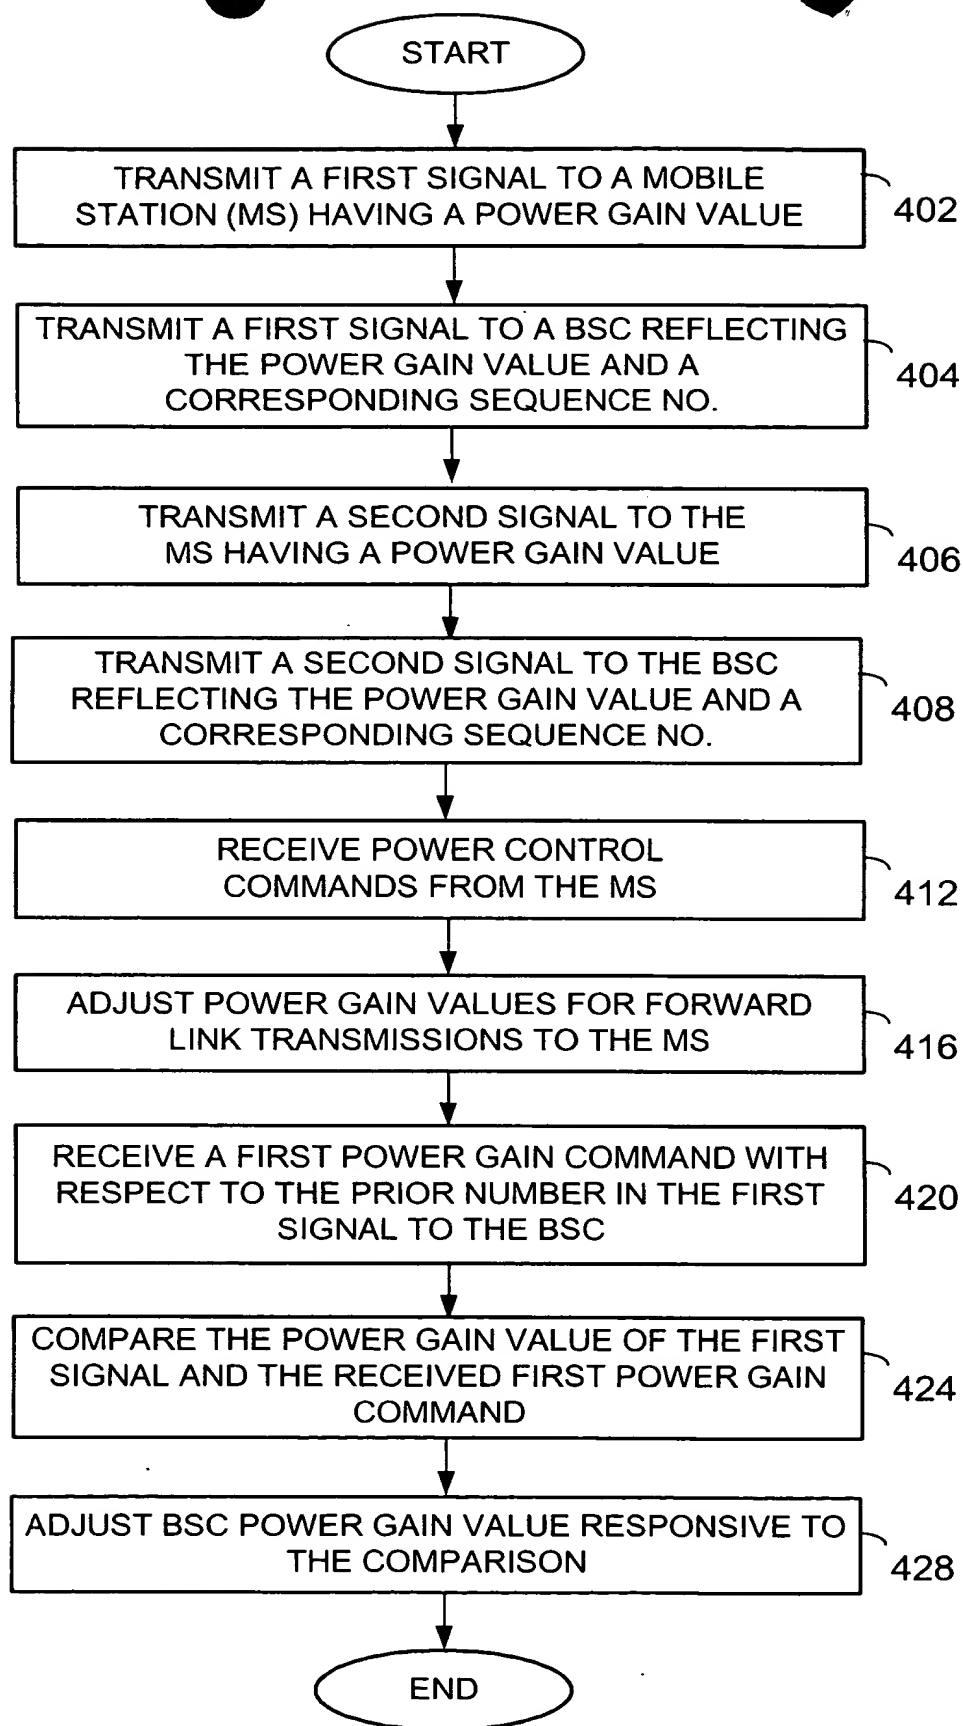 START
TRANSMIT A FIRST SIGNAL TO A MOBILE
STATION (MS) HAVING A POWER GAIN VALUE
402
TRANSMIT A FIRST SIGNAL TO A BSC REFLECTING
THE POWER GAIN VALUE AND A
CORRESPONDING SEQUENCE NO.
404
TRANSMIT A SECOND SIGNAL TO THE
MS HAVING A POWER GAIN VALUE
406
TRANSMIT A SECOND SIGNAL TO THE BSC
REFLECTING THE POWER GAIN VALUE AND A
CORRESPONDING SEQUENCE NO.
408
RECEIVE POWER CONTROL
COMMANDS FROM THE MS
412
ADJUST POWER GAIN VALUES FOR FORWARD
LINK TRANSMISSIONS TO THE MS
416
RECEIVE A FIRST POWER GAIN COMMAND WITH
RESPECT TO THE PRIOR NUMBER IN THE FIRST
SIGNAL TO THE BSC
420
COMPARE THE POWER GAIN VALUE OF THE FIRST
SIGNAL AND THE RECEIVED FIRST POWER GAIN
COMMAND
424
ADJUST BSC POWER GAIN VALUE RESPONSIVE TO
THE COMPARISON
428
END